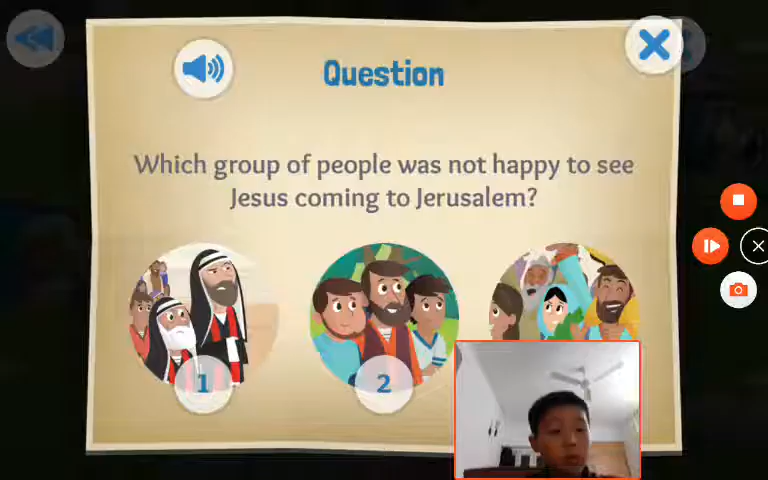 Question
Which group of people was not happy to see
Jesus coming to Jerusalem?
1
2